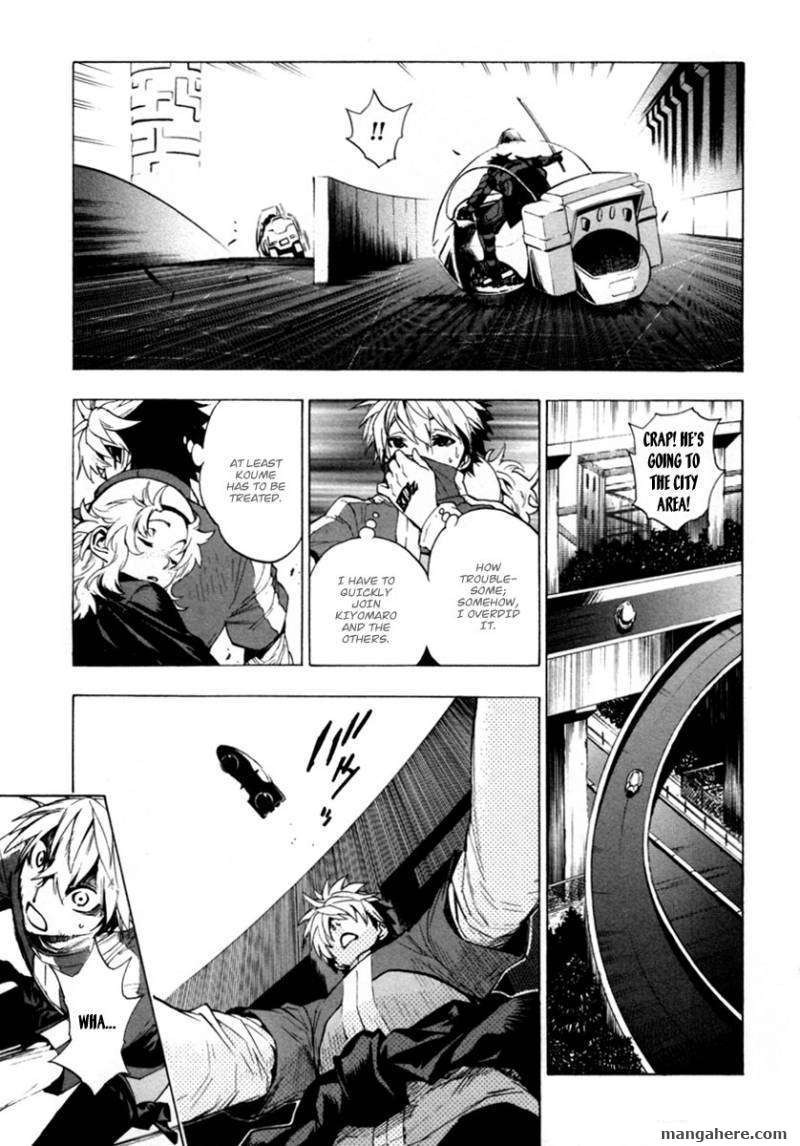 !!
CRAP! HE'S
GOING TO
THE CITY
AREA!
HOW
TROUBLE-
SOME;
SOMEHOW,
I OVERDID
IT.
I HAVE TO
QUICKLY
JOIN
KIYOMARO
AND THE
OTHERS.
AT LEAST
KOUME
HAS TO BE
TREATED.
WHA...
mangahere.com